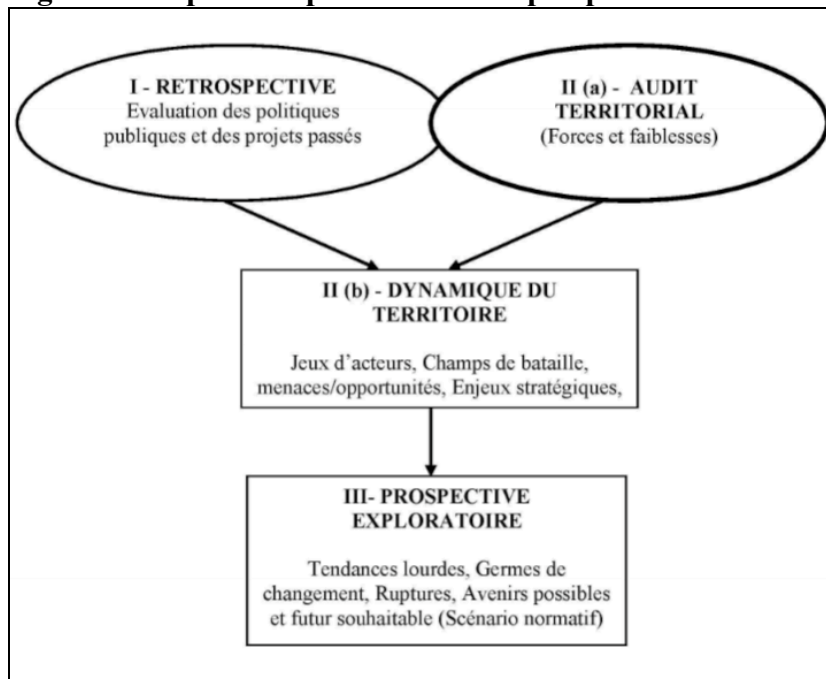 I - RETROSPECTIVE
Evaluation des politiques
publiques et des projets passés
II (a) - AUDIT
TERRITORIAL
(Forces et faiblesses)
II (b) - DYNAMIQUE DU
TERRITOIRE
Jeux d'acteurs, Champs de bataille,
menaces/opportunités, Enjeux stratégiques,
III- PROSPECTIVE
EXPLORATOIRE
Tendances lourdes, Germes de
changement, Ruptures, Avenirs possibles
et futur souhaitable (Scénario normatif)